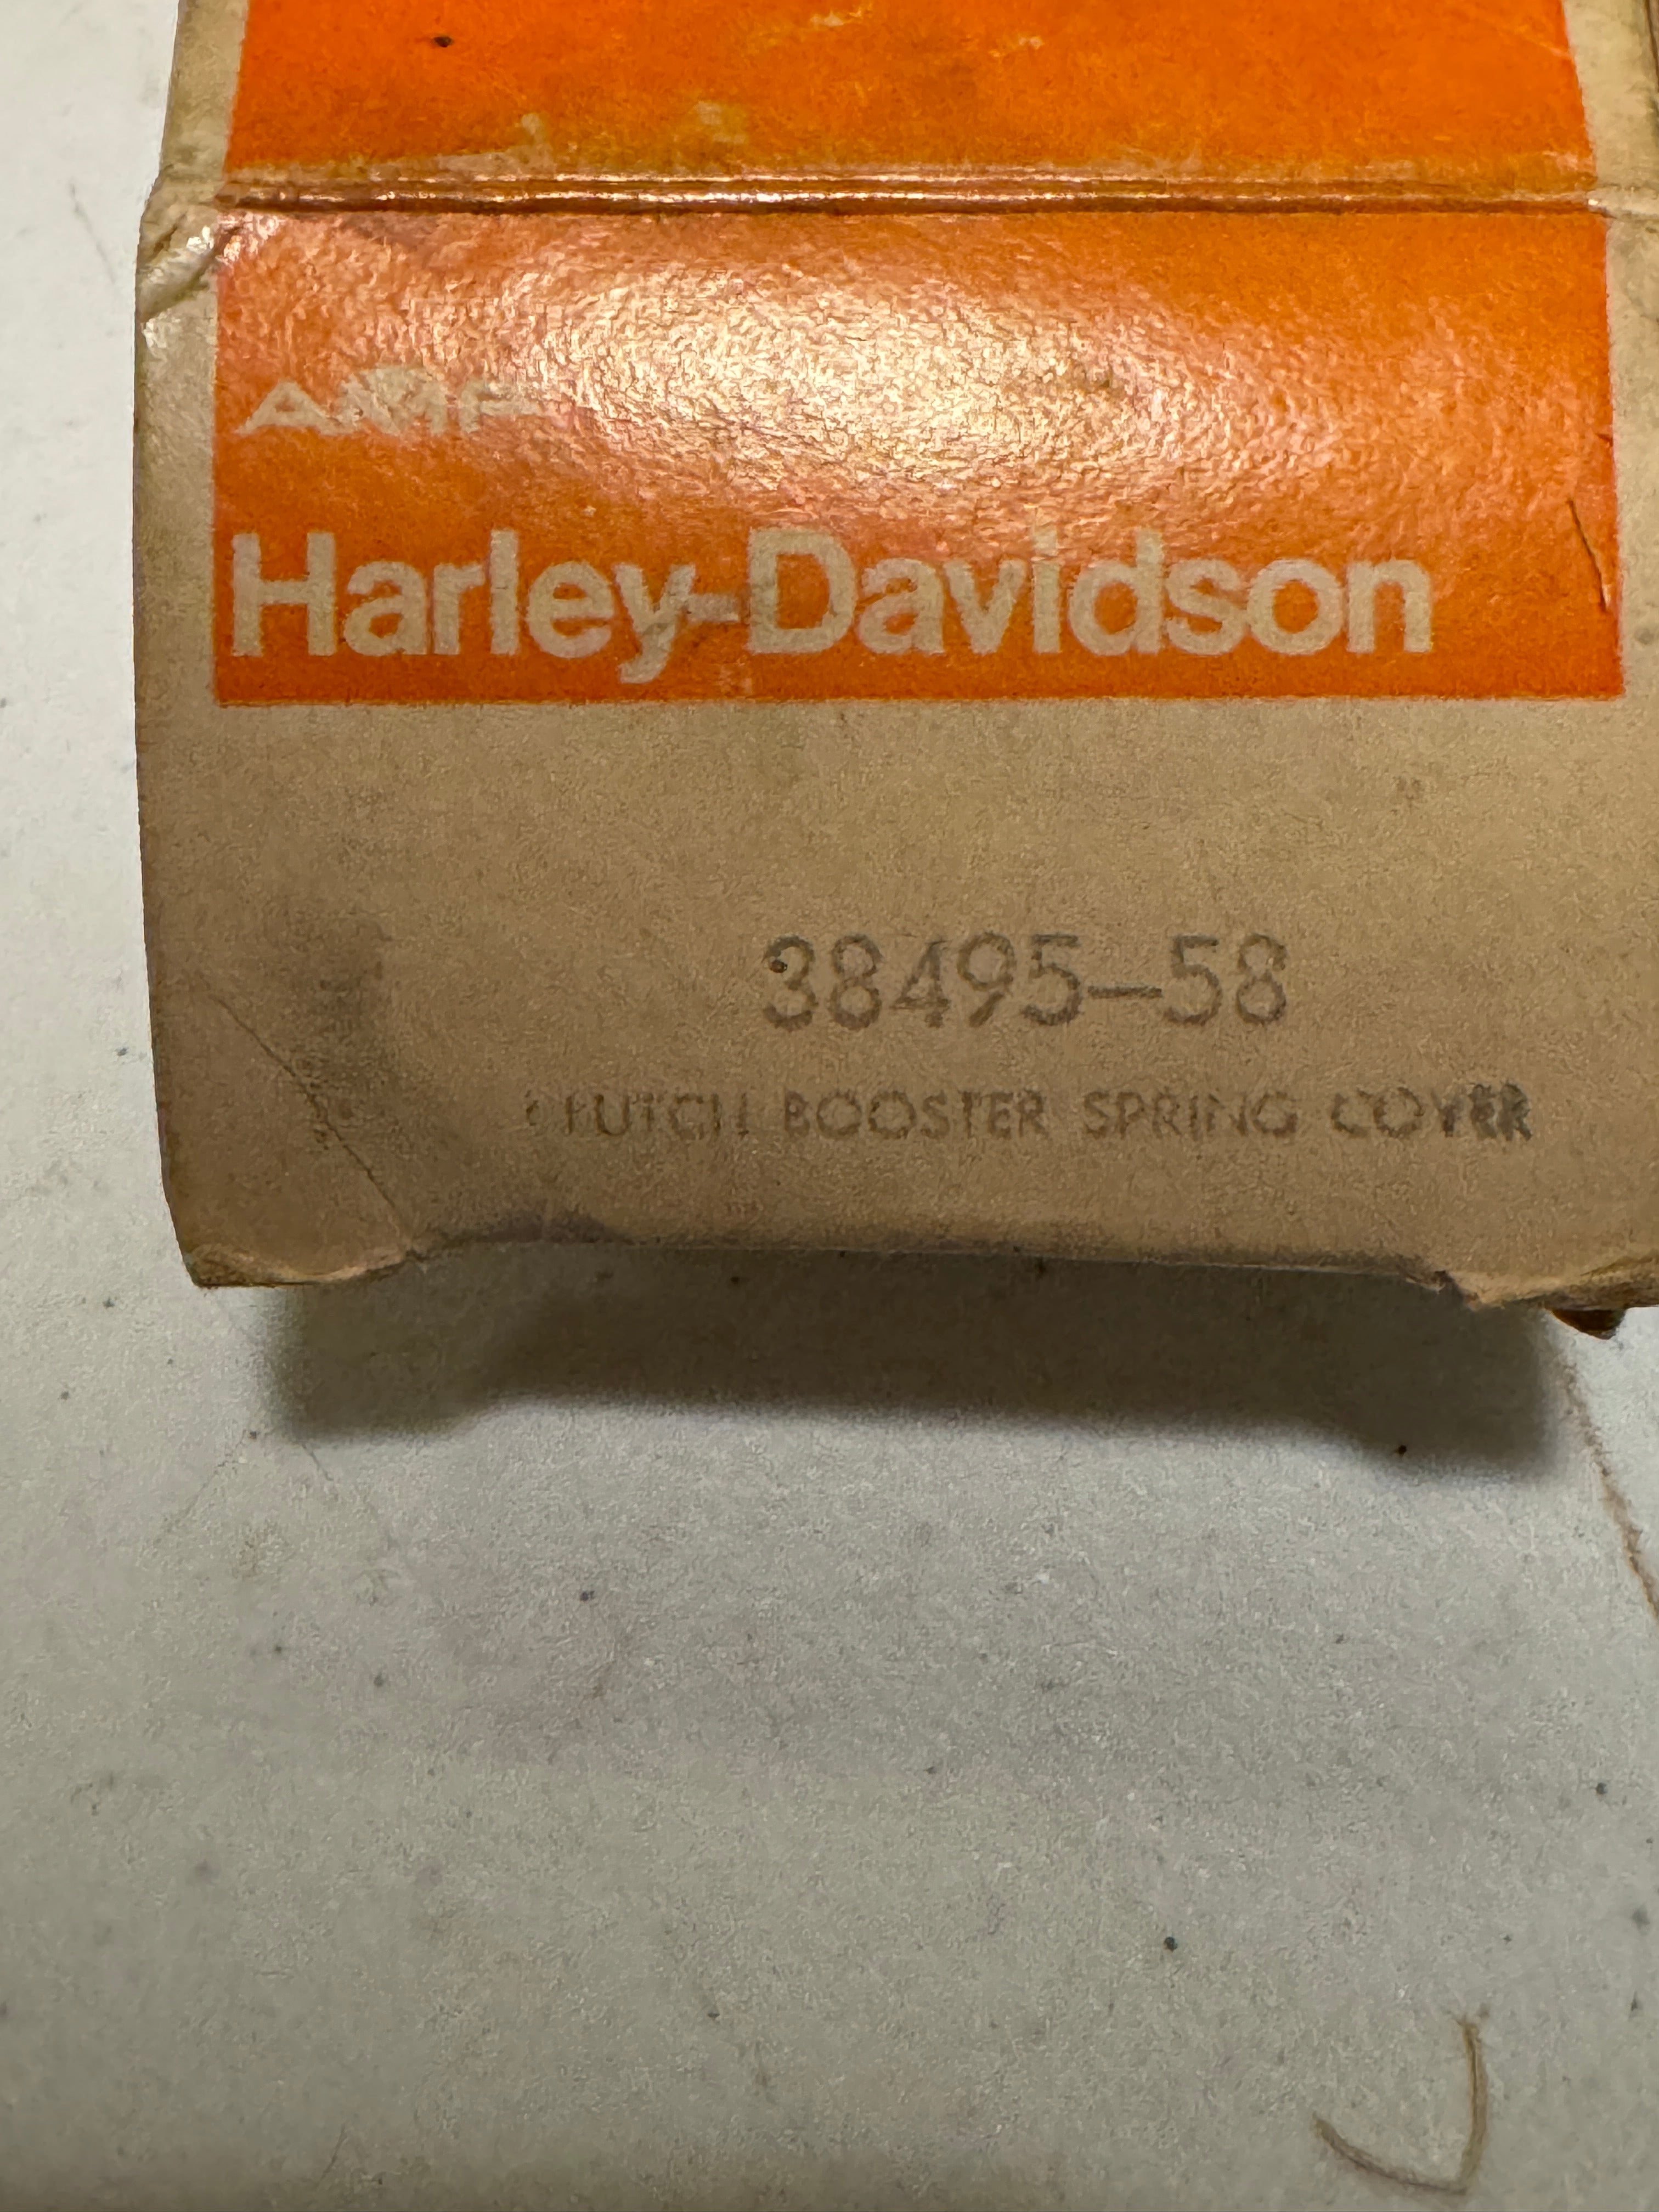 AMF
Harley-Davidson
38495-58
CLUTCH BOOSTER SPRING COVER